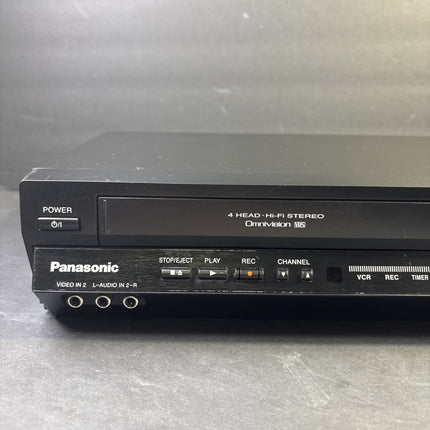 4 HEAD · Hi-Fi STEREO
Omnivision VHS
POWER
⏻/I
Panasonic
STOP/EJECT PLAY REC CHANNEL
VCR REC TIMER
VIDEO IN 2 L-AUDIO IN 2-R